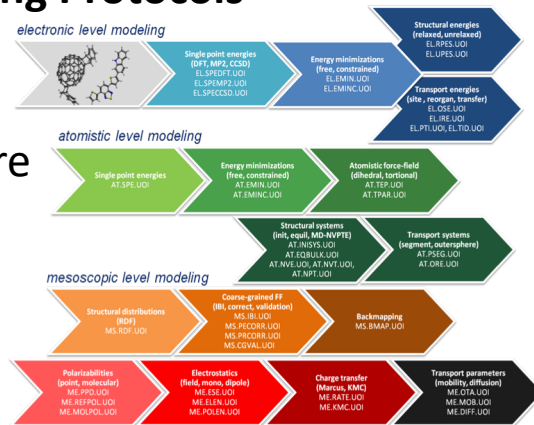 ng Protocols
electronic level modeling
Structural energies
(relaxed, unrelaxed)
EL.RPES.UOI
EL.UPES.UOI
Single point energies
(DFT, MP2, CCSD)
EL.SPEDFT.UOI
EL.SPEMP2.UOI
EL.SPECCSD.UOI
Energy minimizations
(free, constrained)
EL.EMIN.UOI
EL.EMINC.UOI
Transport energies
(site , reorgan, transfer)
EL.OSE.UOI
EL.IRE.UOI
EL.PTI.UOI, EL.TID.UOI
atomistic level modeling
re
Single point energies
AT.SPE.UOI
Energy minimizations
(free, constrained)
AT.EMIN.UOI
AT.EMINC.UOI
Atomistic force-field
(dihedral, tortional)
AT.TEP.UOI
AT.TPAR.UOI
Structural systems
(init, equil, MD-NVPTE)
AT.INISYS.UOI
AT.EQBULK.UOI
AT.NVE.UOI, AT.NVT.UOI,
AT.NPT.UOI
Transport systems
(segment, outersphere)
AT.PSEG.UOI
AT.ORE.UOI
mesoscopic level modeling
Structural distributions
(RDF)
MS.RDF.UOI
Coarse-grained FF
(IBI, correct, validation)
MS.IBI.UOI
MS.PECORR.UOI
MS.PRCORR.UOI
MS.CGVAL.UOI
Backmapping
MS.BMAP.UOI
Polarizabilities
(point, molecular)
ME.PPD.UOI
ME.REFPOL.UOI
ME.MOLPOL.UOI
Electrostatics
(field, mono, dipole)
ME.ESE.UOI
ME.ELEN.UOI
ME.POLEN.UOI
Charge transfer
(Marcus, KMC)
ME.RATE.UOI
ME.KMC.UOI
Transport parameters
(mobility, diffusion)
ME.OTA.UOI
ME.MOB.UOI
ME.DIFF.UOI